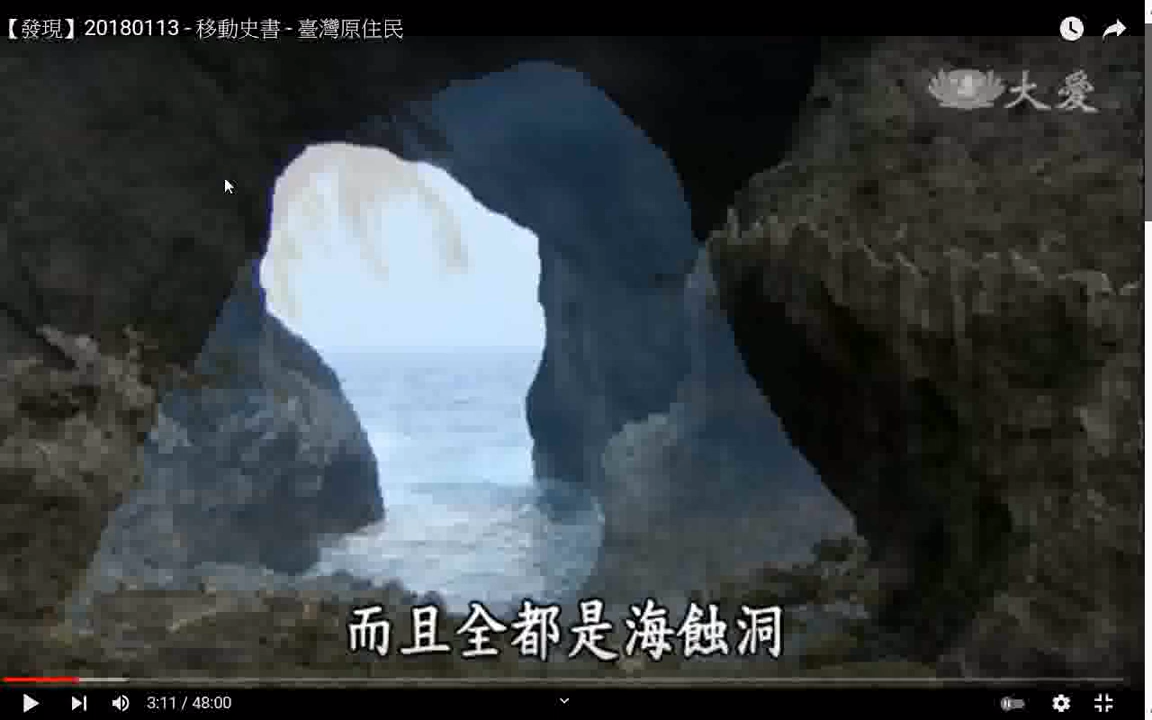 【發現】20180113 - 移動史書 - 臺灣原住民
大愛
而且全都是海蝕洞
3:11 / 48:00